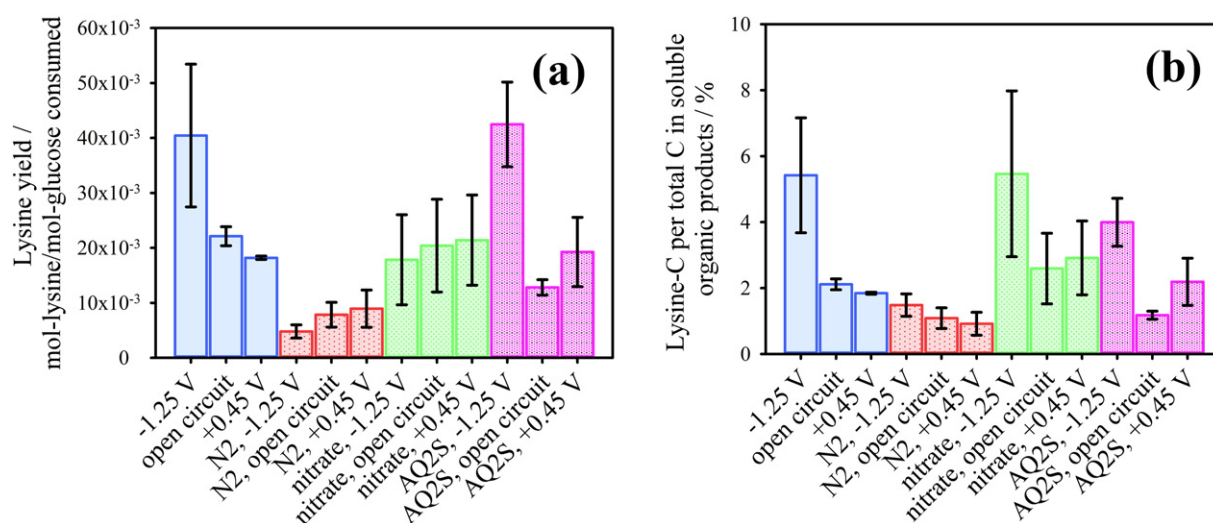 (a)
Lysine yield /
mol-lysine/mol-glucose consumed
60x10⁻³
50x10⁻³
40x10⁻³
30x10⁻³
20x10⁻³
10x10⁻³
0
-1.25 V
open circuit
+0.45 V
N2, -1.25 V
N2, open circuit
N2, +0.45 V
nitrate, -1.25 V
nitrate, open circuit
nitrate, +0.45 V
AQ2S, -1.25 V
AQ2S, open circuit
AQ2S, +0.45 V
(b)
Lysine-C per total C in soluble
organic products / %
10
8
6
4
2
0
-1.25 V
open circuit
+0.45 V
N2, -1.25 V
N2, open circuit
N2, +0.45 V
nitrate, -1.25 V
nitrate, open circuit
nitrate, +0.45 V
AQ2S, -1.25 V
AQ2S, open circuit
AQ2S, +0.45 V